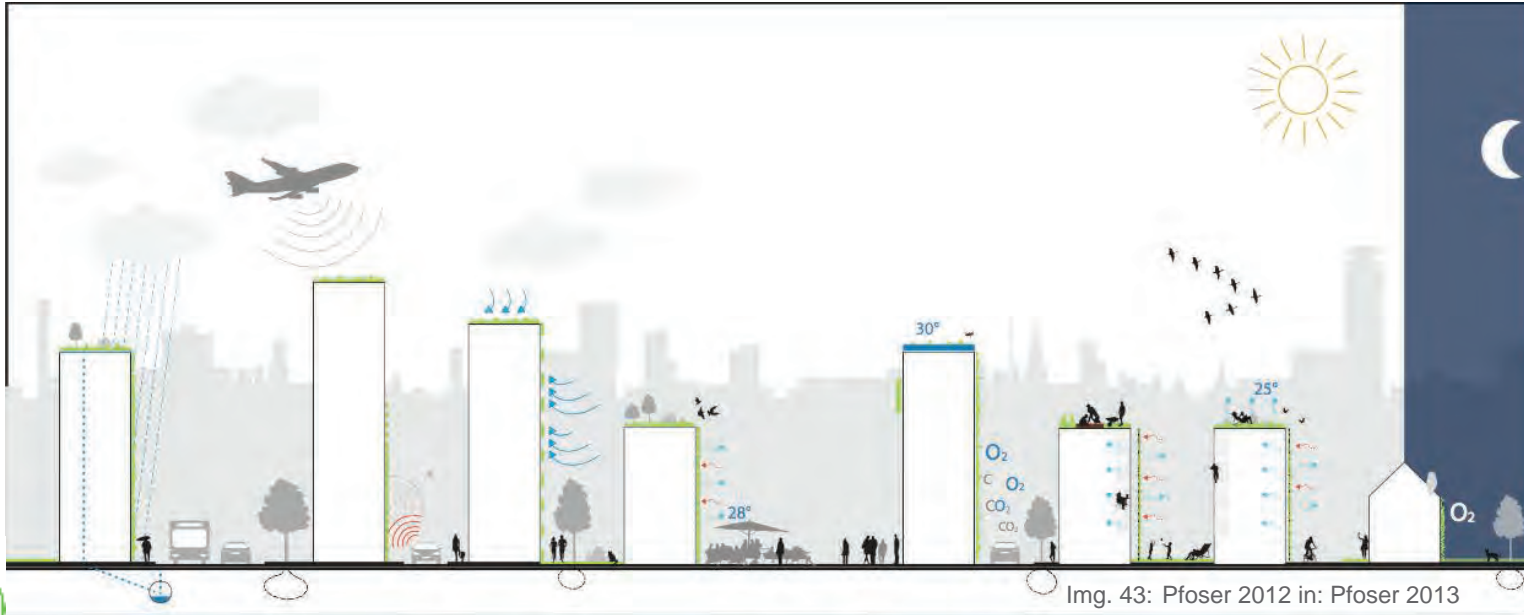 30°
25°
O₂
C O₂
CO₂
CO₂
28°
O₂
Img. 43: Pfoser 2012 in: Pfoser 2013